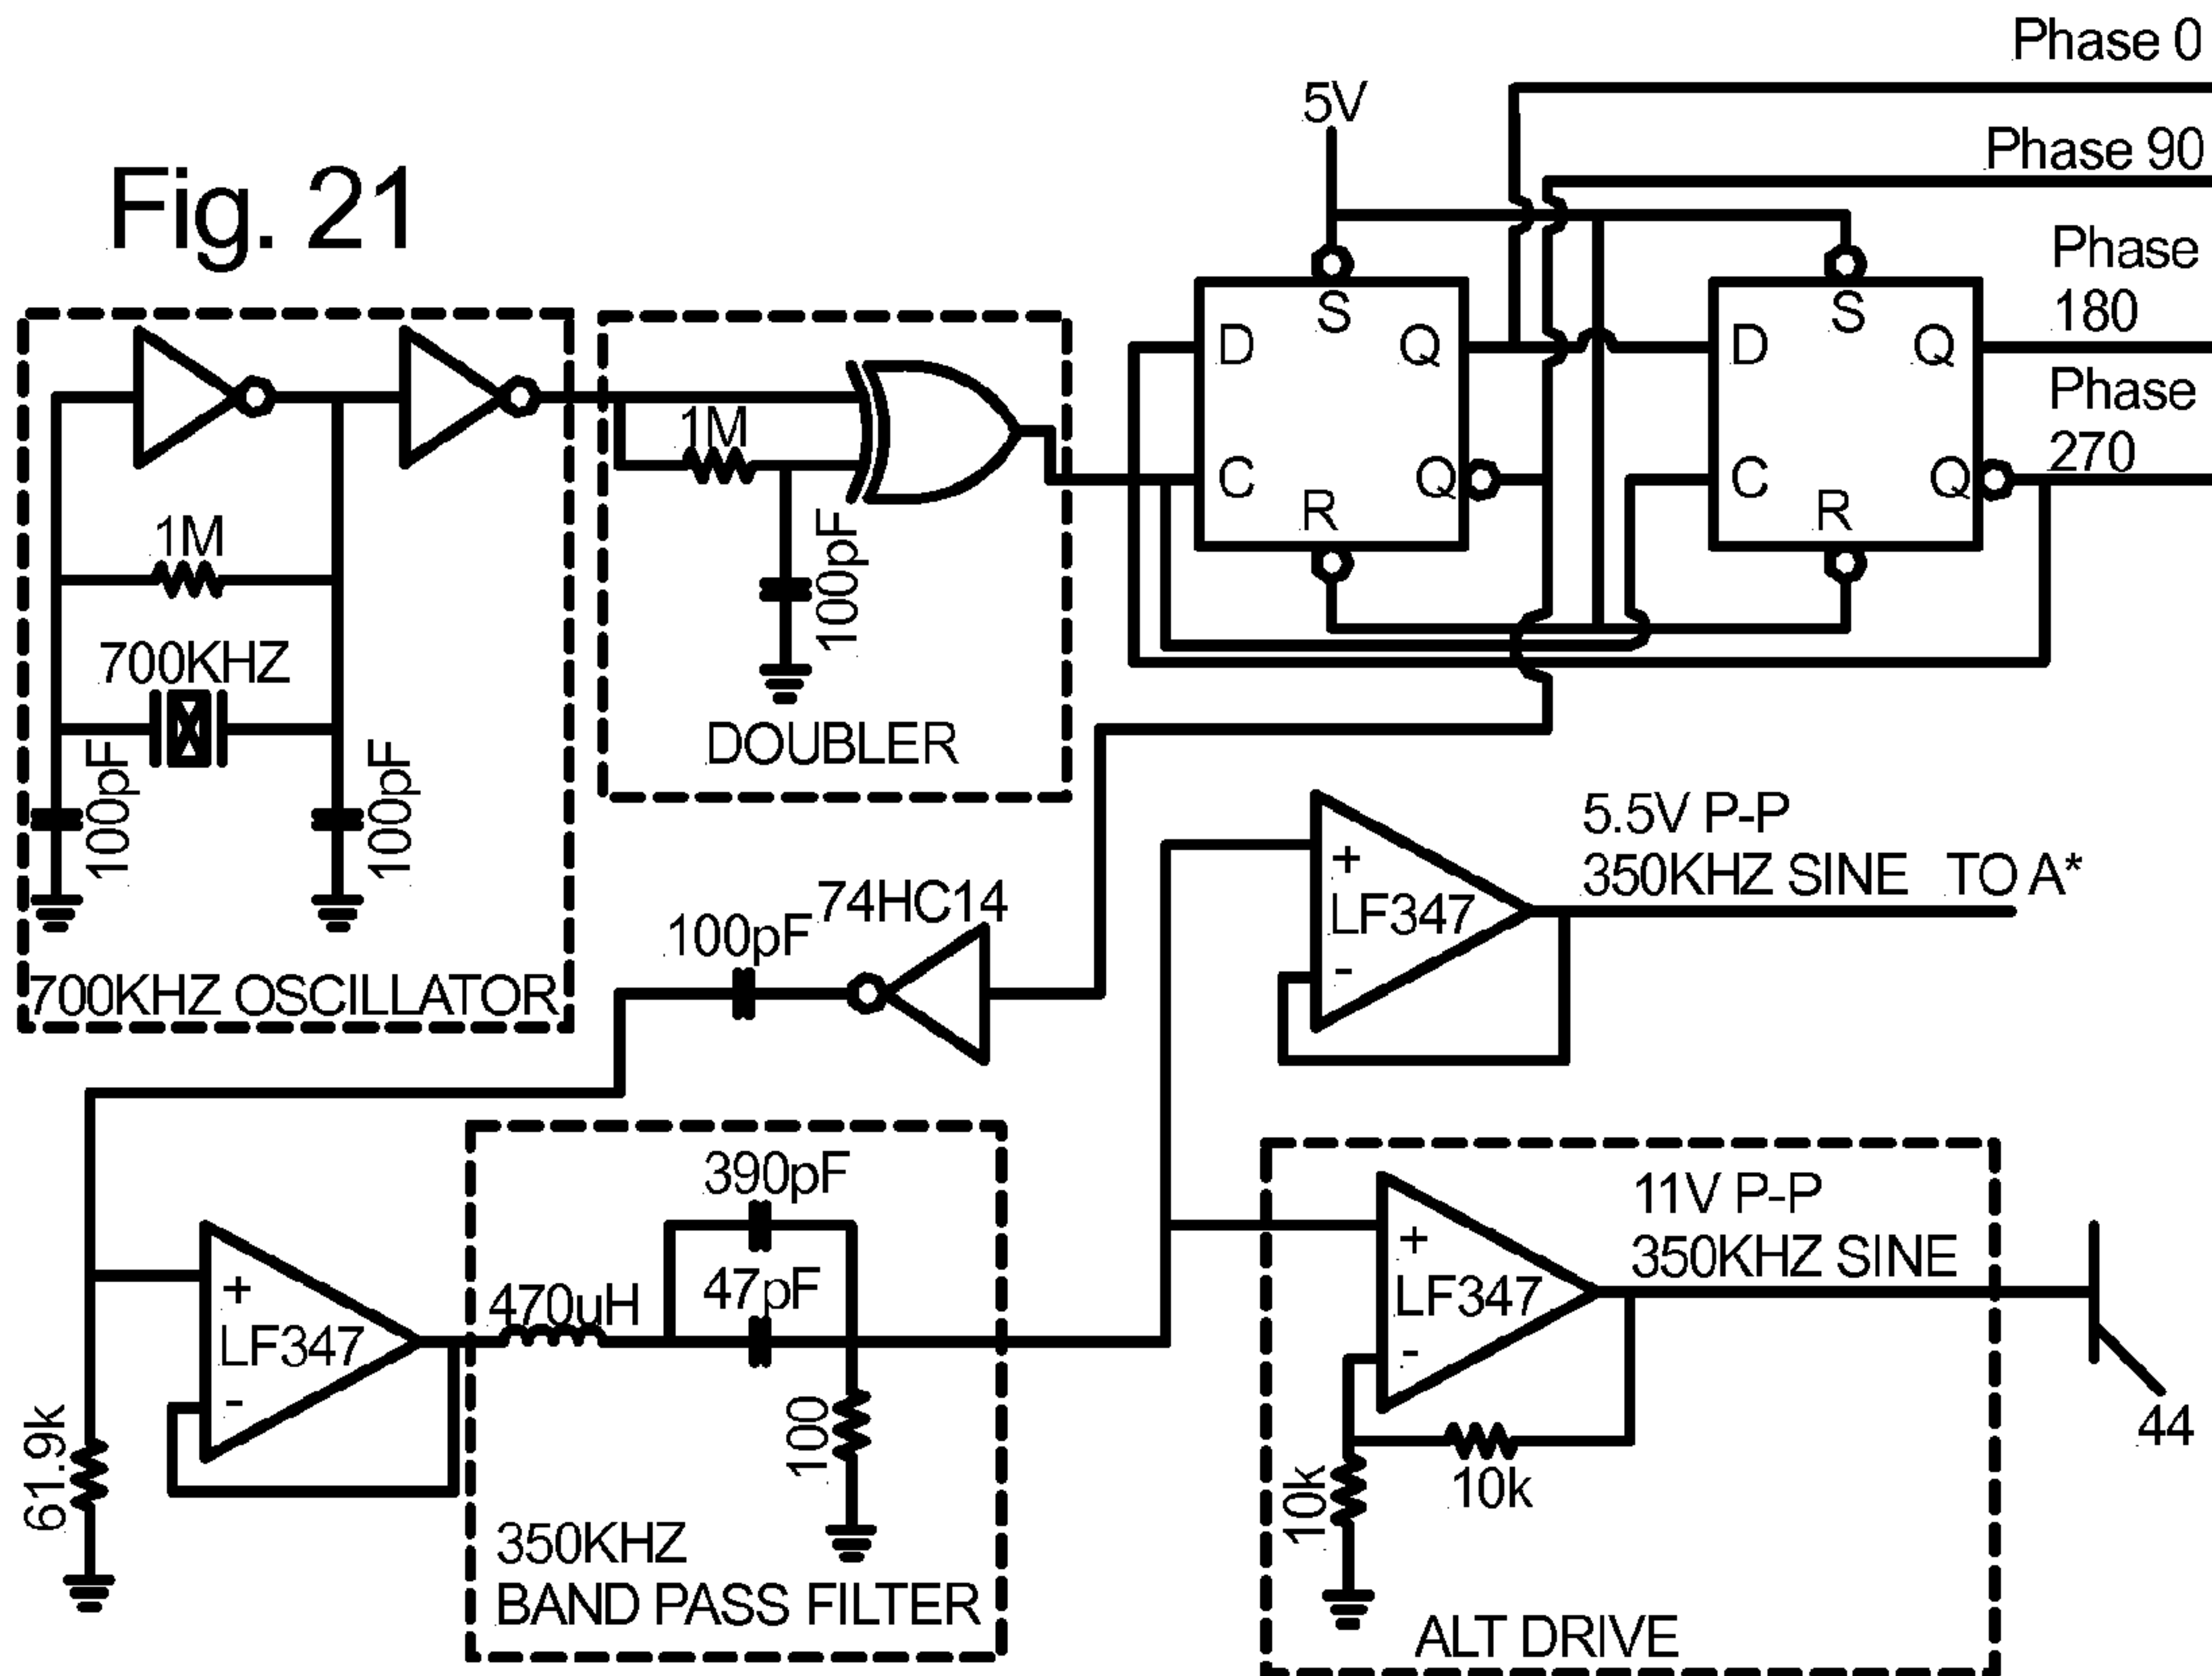 Fig. 21
Phase 0
5V
Phase 90
Phase
180
Phase
270
S
D
Q
C
Q
R
S
D
Q
C
Q
R
1M
700KHZ
100pF
100pF
700KHZ OSCILLATOR
1M
100pF
DOUBLER
74HC14
100pF
+
LF347
-
5.5V P-P
350KHZ SINE TO A*
61.9k
+
LF347
-
470uH
390pF
47pF
100
350KHZ
BAND PASS FILTER
+
LF347
-
11V P-P
350KHZ SINE
10k
10k
ALT DRIVE
44